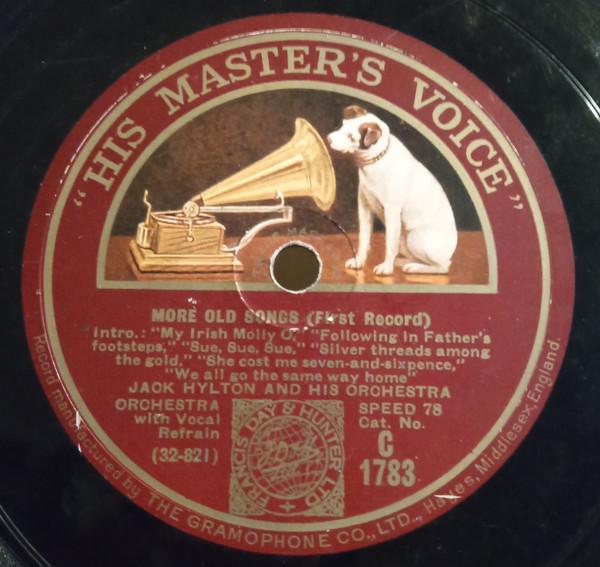 "HIS MASTER'S VOICE"
MORE OLD SONGS (First Record)
Intro.: "My Irish Molly O," "Following in Father's
footsteps," "Sue, Sue, Sue," "Silver threads among
the gold," "She cost me seven-and-sixpence,"
"We all go the same way home"
JACK HYLTON AND HIS ORCHESTRA
ORCHESTRA
with Vocal
Refrain
(32-821)
FRANCIS DAY & HUNTER LTD
SPEED 78
Cat. No.
C
1783
Record manufactured by THE GRAMOPHONE CO., LTD., Hayes, Middlesex, England.